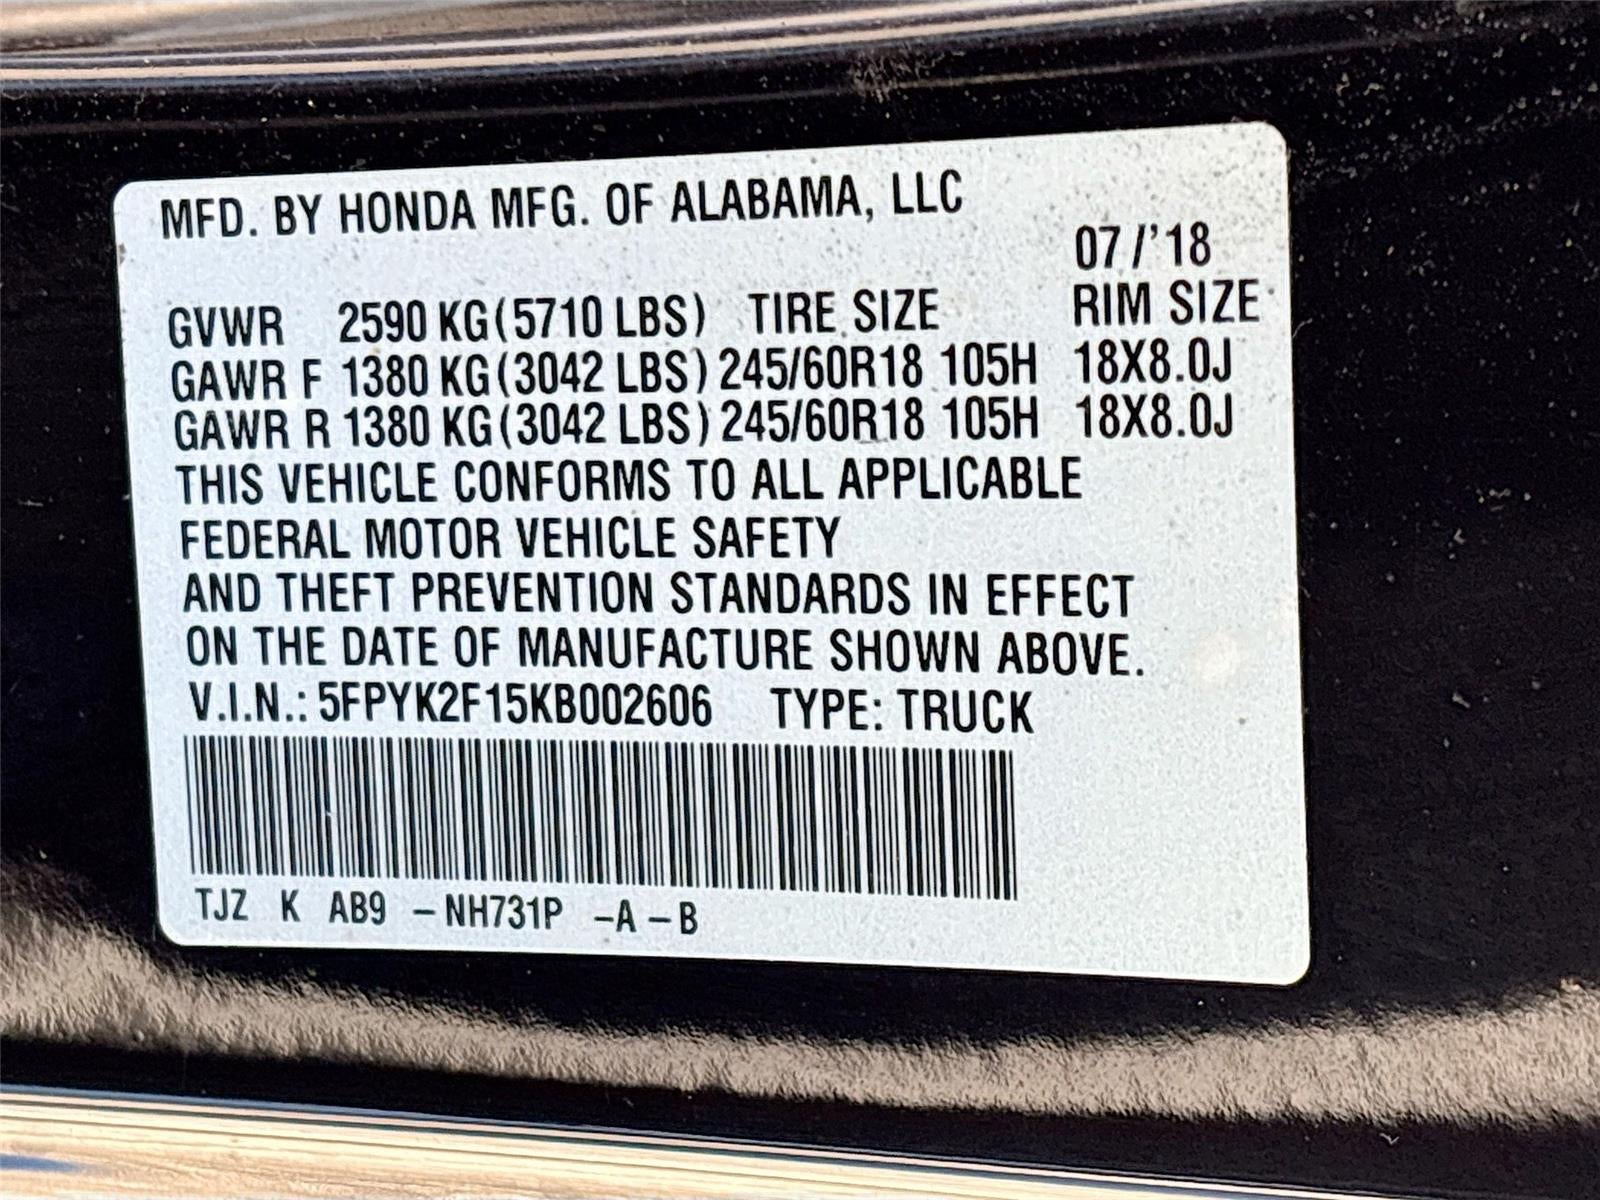 MFD. BY HONDA MFG. OF ALABAMA, LLC
07/'18
GVWR 2590 KG(5710 LBS) TIRE SIZE RIM SIZE
GAWR F 1380 KG(3042 LBS) 245/60R18 105H 18X8.0J
GAWR R 1380 KG(3042 LBS) 245/60R18 105H 18X8.0J
THIS VEHICLE CONFORMS TO ALL APPLICABLE
FEDERAL MOTOR VEHICLE SAFETY
AND THEFT PREVENTION STANDARDS IN EFFECT
ON THE DATE OF MANUFACTURE SHOWN ABOVE.
V.I.N.: 5FPYK2F15KB002606 TYPE: TRUCK
TJZ K AB9 -NH731P -A-B